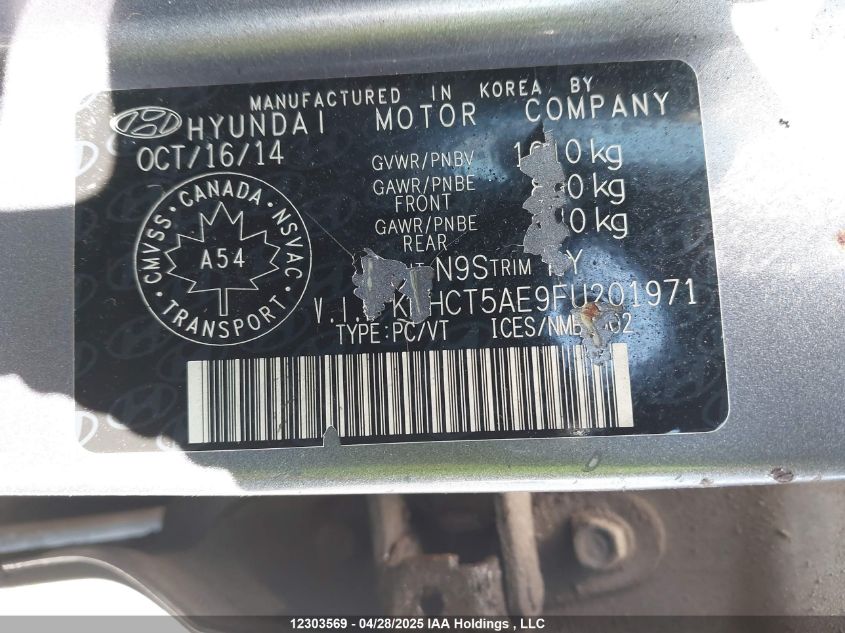 MANUFACTURED IN KOREA BY
HYUNDAI MOTOR COMPANY
OCT/16/14
GVWR/PNBV kg
GAWR/PNBE FRONT kg
GAWR/PNBE REAR kg
CMVSS · CANADA · NSVAC · TRANSPORT ·
A54
N9S TRIM
HCT5AE9FU201971
TYPE:PC/VT
12303569 - 04/28/2025 IAA Holdings , LLC